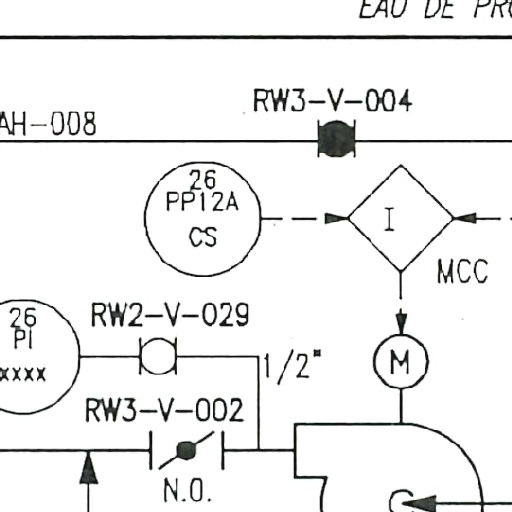 EAU DE PRO
RW3-V-004
AH-008
26
PP12A
CS
I
MCC
26
PI
xxxx
RW2-V-029
1/2"
M
RW3-V-002
N.O.